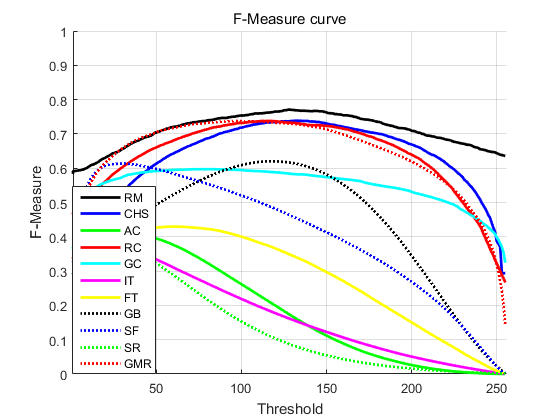 F-Measure curve
1
0.9
0.8
0.7
0.6
0.5
0.4
0.3
0.2
0.1
0
F-Measure
RM
CHS
AC
RC
GC
IT
FT
GB
SF
SR
GMR
50 100 150 200 250
Threshold